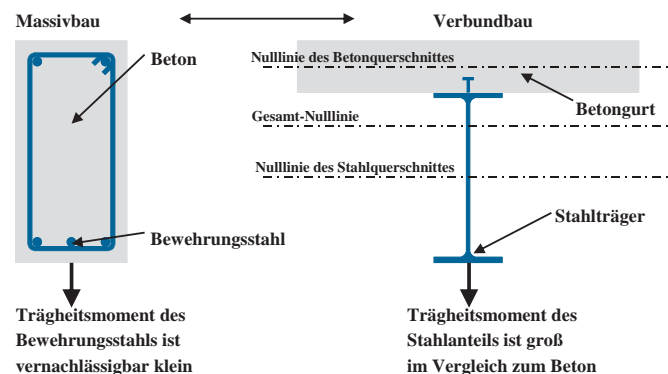 Massivbau
Verbundbau
Nulllinie des Betonquerschnittes
Beton
Betongurt
Gesamt-Nulllinie
Nulllinie des Stahlquerschnittes
Stahlträger
Bewehrungsstahl
Trägheitsmoment des
Bewehrungsstahls ist
vernachlässigbar klein
Trägheitsmoment des
Stahlanteils ist groß
im Vergleich zum Beton